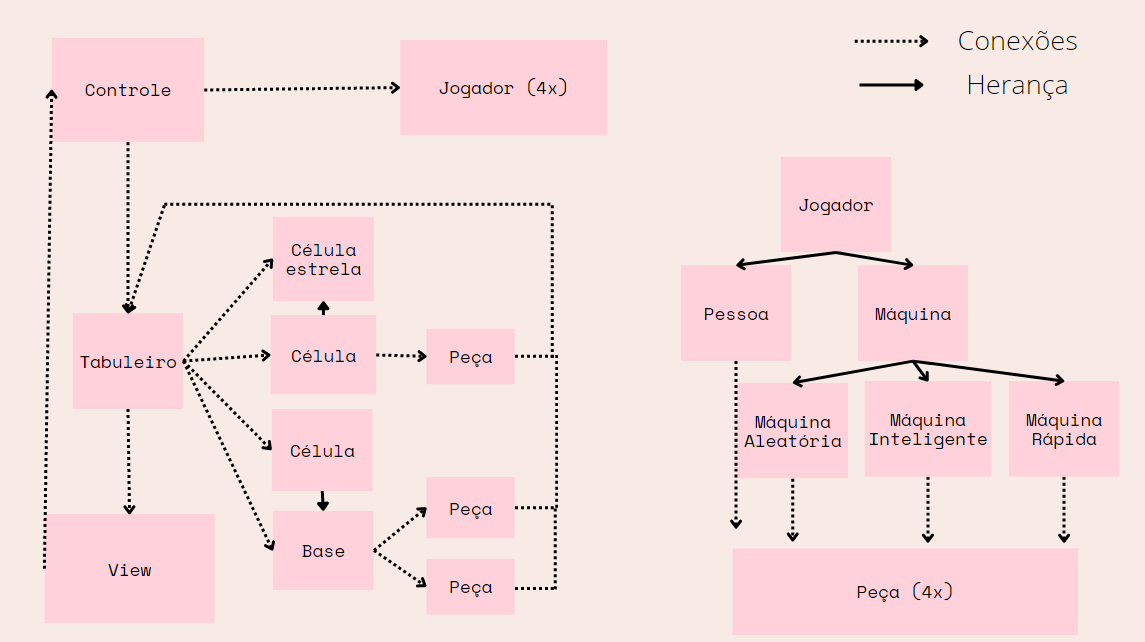 Controle
Jogador (4x)
Conexões
Herança
Jogador
Célula
estrela
Pessoa
Máquina
Tabuleiro
Célula
Peça
Máquina
Aleatória
Máquina
Inteligente
Máquina
Rápida
Célula
Peça
Base
View
Peça
Peça (4x)